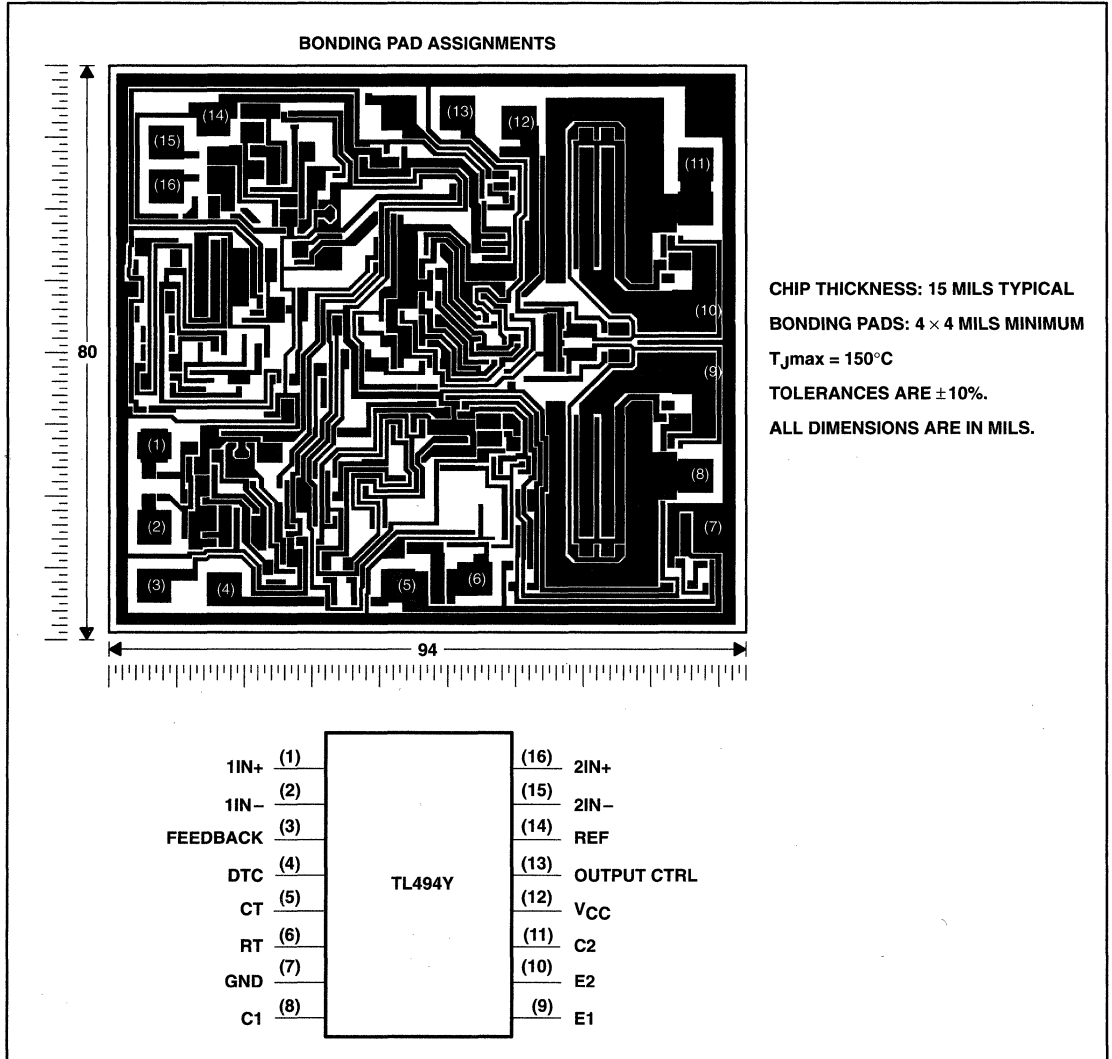 BONDING PAD ASSIGNMENTS
(14)
(13)
(12)
(15)
(11)
(16)
(10)
80
(9)
(1)
(8)
(2)
(7)
(3)
(4)
(5)
(6)
94
CHIP THICKNESS: 15 MILS TYPICAL
BONDING PADS: 4 × 4 MILS MINIMUM
TJmax = 150°C
TOLERANCES ARE ±10%.
ALL DIMENSIONS ARE IN MILS.
1IN+ (1)
1IN− (2)
FEEDBACK (3)
DTC (4)
CT (5)
RT (6)
GND (7)
C1 (8)
TL494Y
(16) 2IN+
(15) 2IN−
(14) REF
(13) OUTPUT CTRL
(12) VCC
(11) C2
(10) E2
(9) E1